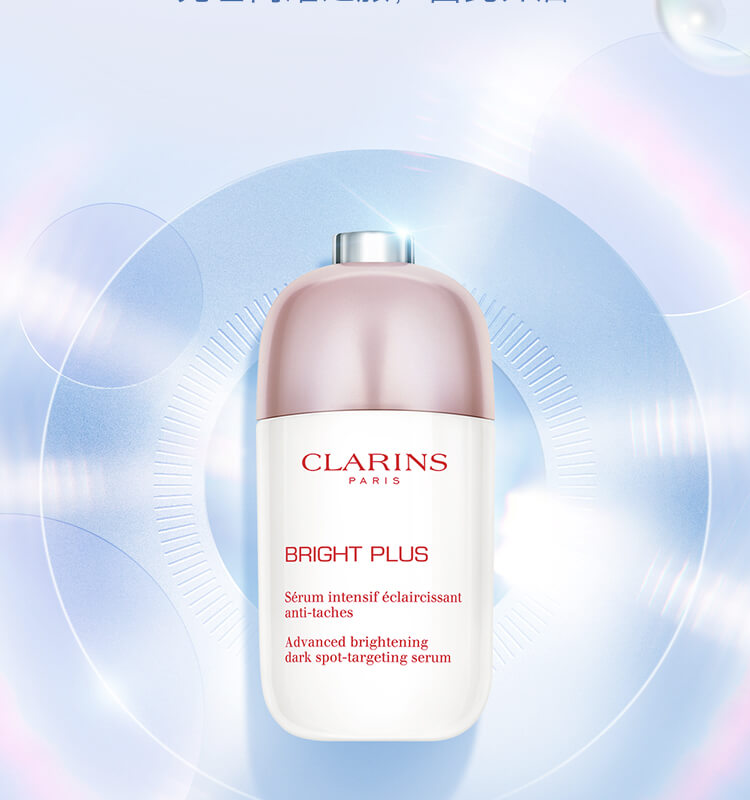 CLARINS
PARIS
BRIGHT PLUS
Sérum intensif éclaircissant
anti-taches
Advanced brightening
dark spot-targeting serum